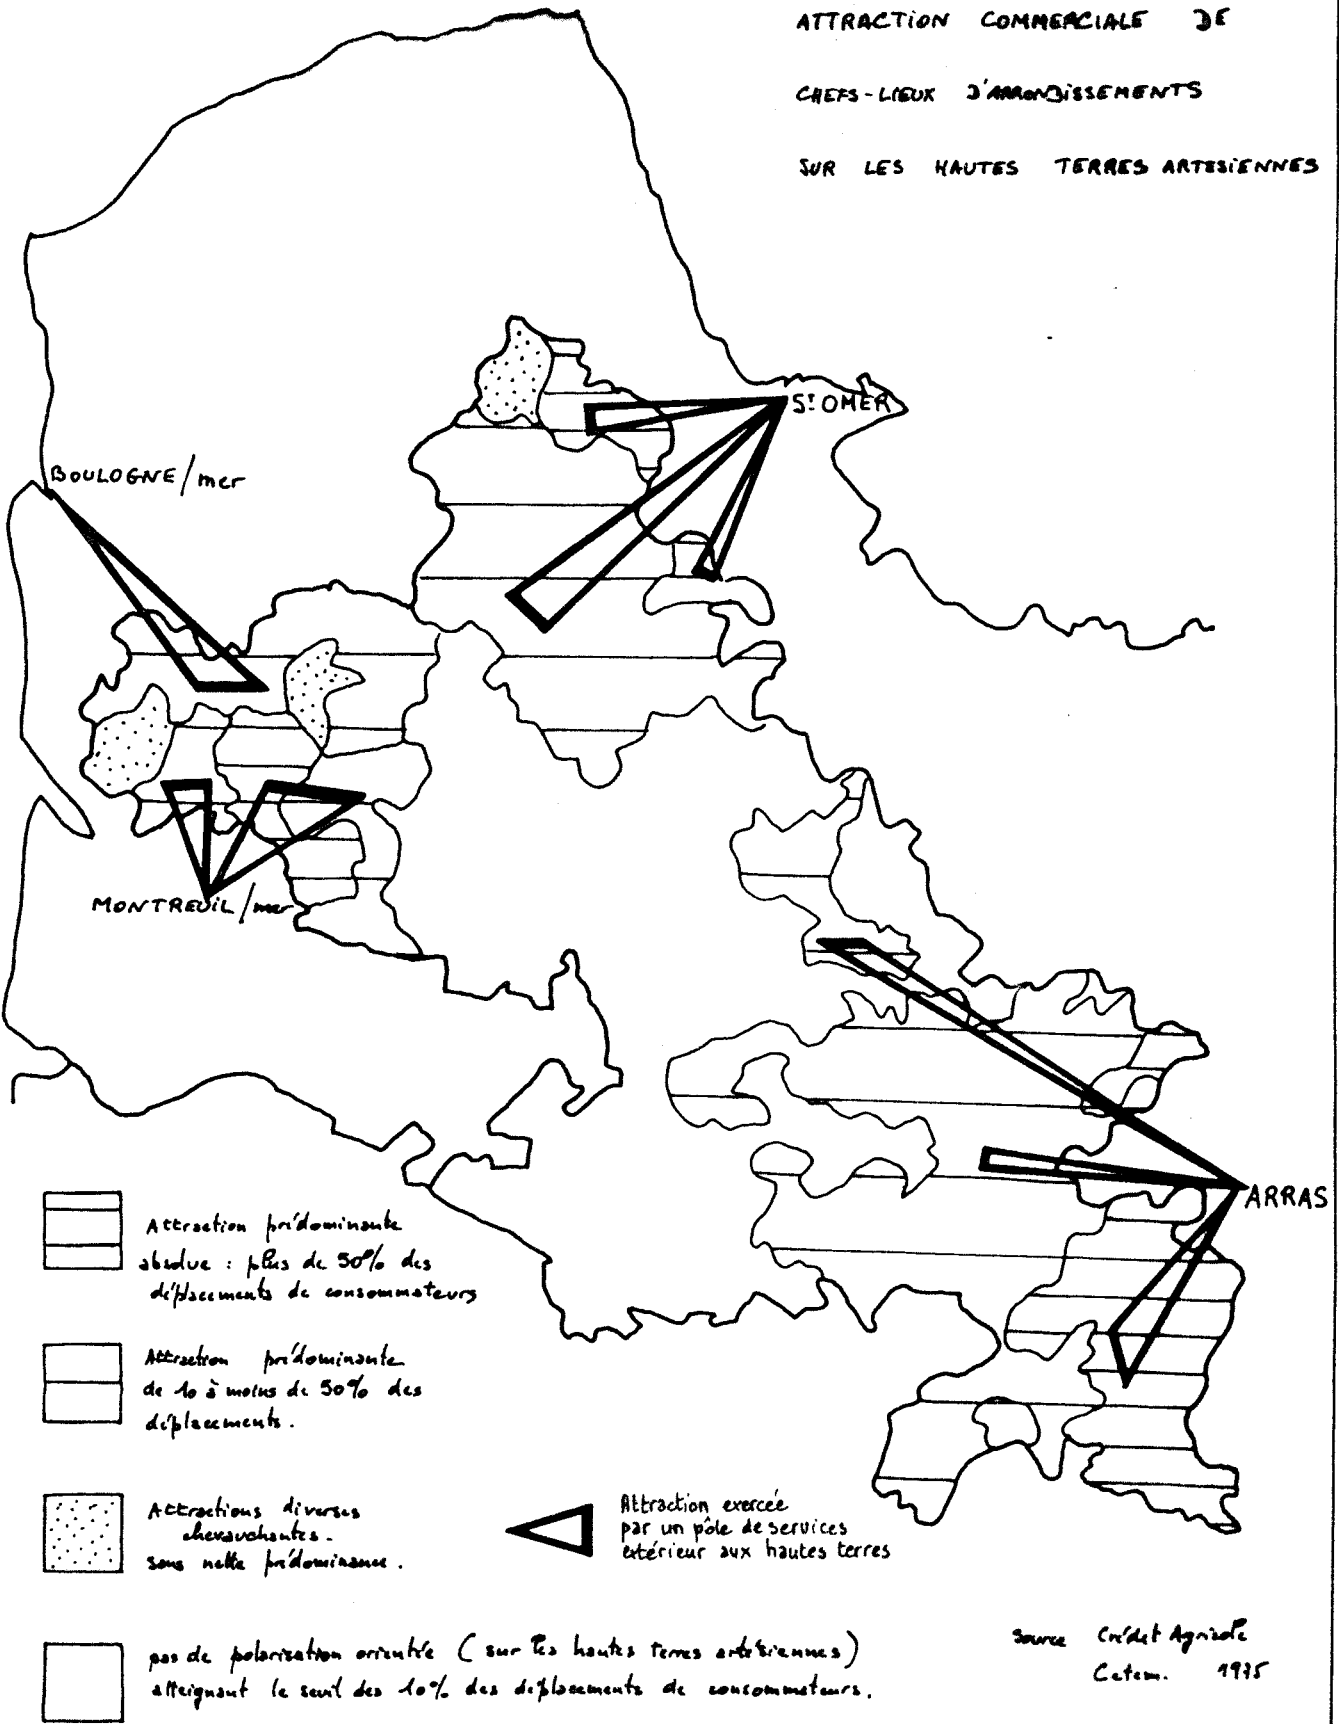 ATTRACTION COMMERCIALE DE
CHEFS-LIEUX D'ARRONDISSEMENTS
SUR LES HAUTES TERRES ARTESIENNES
St OMER
BOULOGNE/mer
MONTREUIL/mer
ARRAS
Attraction prédominante
absolue : plus de 50% des
déplacements de consommateurs
Attraction prédominante
de 10 à moins de 50% des
déplacements.
Attractions diverses
chevauchantes.
sans nette prédominance.
Attraction exercée
par un pôle de services
extérieur aux hautes terres
pas de polarisation orientée (sur les hautes terres artésiennes)
atteignant le seuil des 10% des déplacements de consommateurs.
Source Crédit Agricole
Cetem. 1975